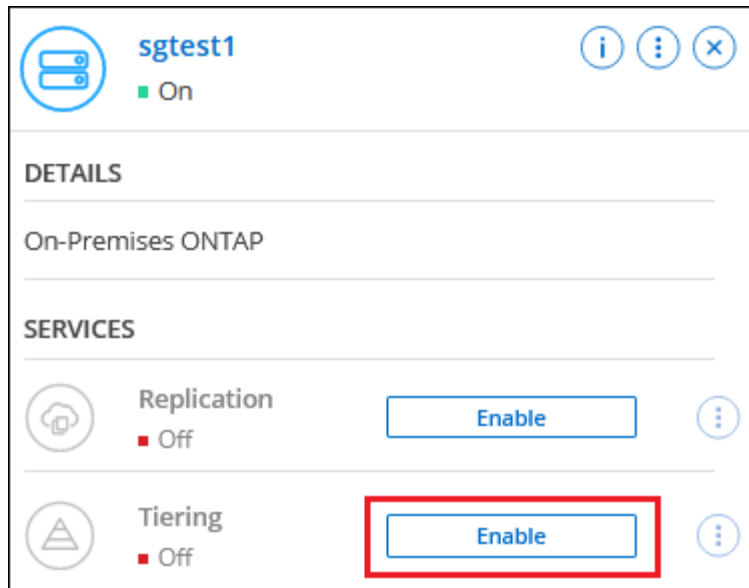 sgtest1
On
DETAILS
On-Premises ONTAP
SERVICES
Replication
Enable
Off
Tiering
Enable
Off